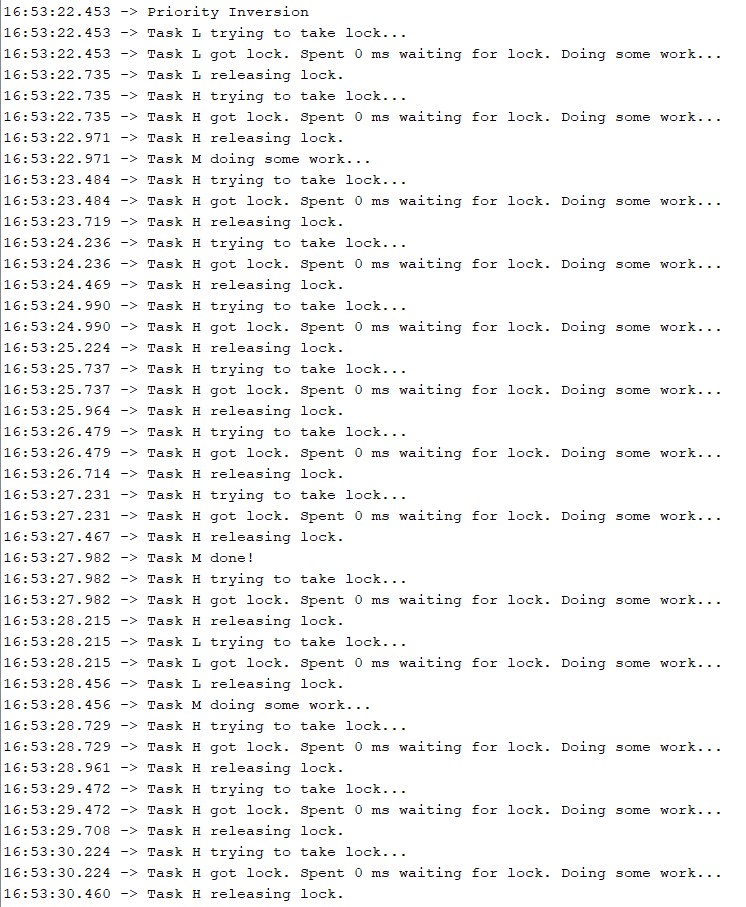 16:53:22.453 -> Priority Inversion
16:53:22.453 -> Task L trying to take lock...
16:53:22.453 -> Task L got lock. Spent 0 ms waiting for lock. Doing some work...
16:53:22.735 -> Task L releasing lock.
16:53:22.735 -> Task H trying to take lock...
16:53:22.735 -> Task H got lock. Spent 0 ms waiting for lock. Doing some work...
16:53:22.971 -> Task H releasing lock.
16:53:22.971 -> Task M doing some work...
16:53:23.484 -> Task H trying to take lock...
16:53:23.484 -> Task H got lock. Spent 0 ms waiting for lock. Doing some work...
16:53:23.719 -> Task H releasing lock.
16:53:24.236 -> Task H trying to take lock...
16:53:24.236 -> Task H got lock. Spent 0 ms waiting for lock. Doing some work...
16:53:24.469 -> Task H releasing lock.
16:53:24.990 -> Task H trying to take lock...
16:53:24.990 -> Task H got lock. Spent 0 ms waiting for lock. Doing some work...
16:53:25.224 -> Task H releasing lock.
16:53:25.737 -> Task H trying to take lock...
16:53:25.737 -> Task H got lock. Spent 0 ms waiting for lock. Doing some work...
16:53:25.964 -> Task H releasing lock.
16:53:26.479 -> Task H trying to take lock...
16:53:26.479 -> Task H got lock. Spent 0 ms waiting for lock. Doing some work...
16:53:26.714 -> Task H releasing lock.
16:53:27.231 -> Task H trying to take lock...
16:53:27.231 -> Task H got lock. Spent 0 ms waiting for lock. Doing some work...
16:53:27.467 -> Task H releasing lock.
16:53:27.982 -> Task M done!
16:53:27.982 -> Task H trying to take lock...
16:53:27.982 -> Task H got lock. Spent 0 ms waiting for lock. Doing some work...
16:53:28.215 -> Task H releasing lock.
16:53:28.215 -> Task L trying to take lock...
16:53:28.215 -> Task L got lock. Spent 0 ms waiting for lock. Doing some work...
16:53:28.456 -> Task L releasing lock.
16:53:28.456 -> Task M doing some work...
16:53:28.729 -> Task H trying to take lock...
16:53:28.729 -> Task H got lock. Spent 0 ms waiting for lock. Doing some work...
16:53:28.961 -> Task H releasing lock.
16:53:29.472 -> Task H trying to take lock...
16:53:29.472 -> Task H got lock. Spent 0 ms waiting for lock. Doing some work...
16:53:29.708 -> Task H releasing lock.
16:53:30.224 -> Task H trying to take lock...
16:53:30.224 -> Task H got lock. Spent 0 ms waiting for lock. Doing some work...
16:53:30.460 -> Task H releasing lock.